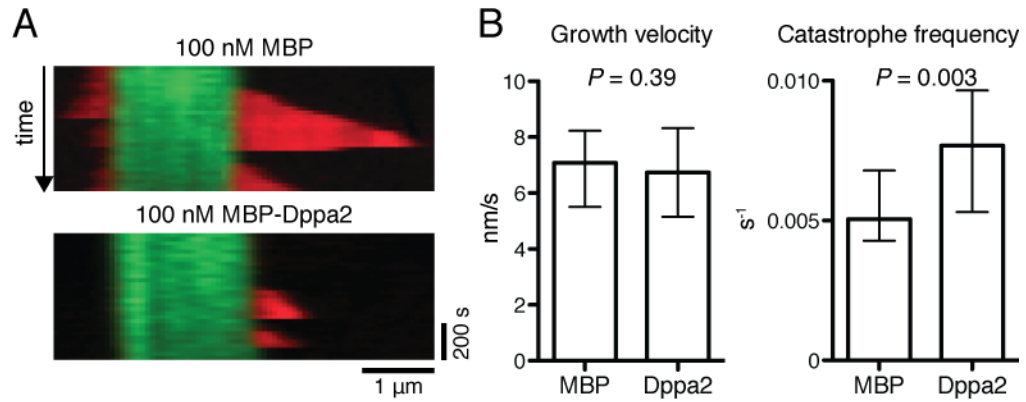 A
100 nM MBP
time
100 nM MBP-Dppa2
200 s
1 μm
B
Growth velocity
P = 0.39
10
8
6
4
2
0
nm/s
MBP
Dppa2
Catastrophe frequency
P = 0.003
0.010
0.005
0
s-1
MBP
Dppa2